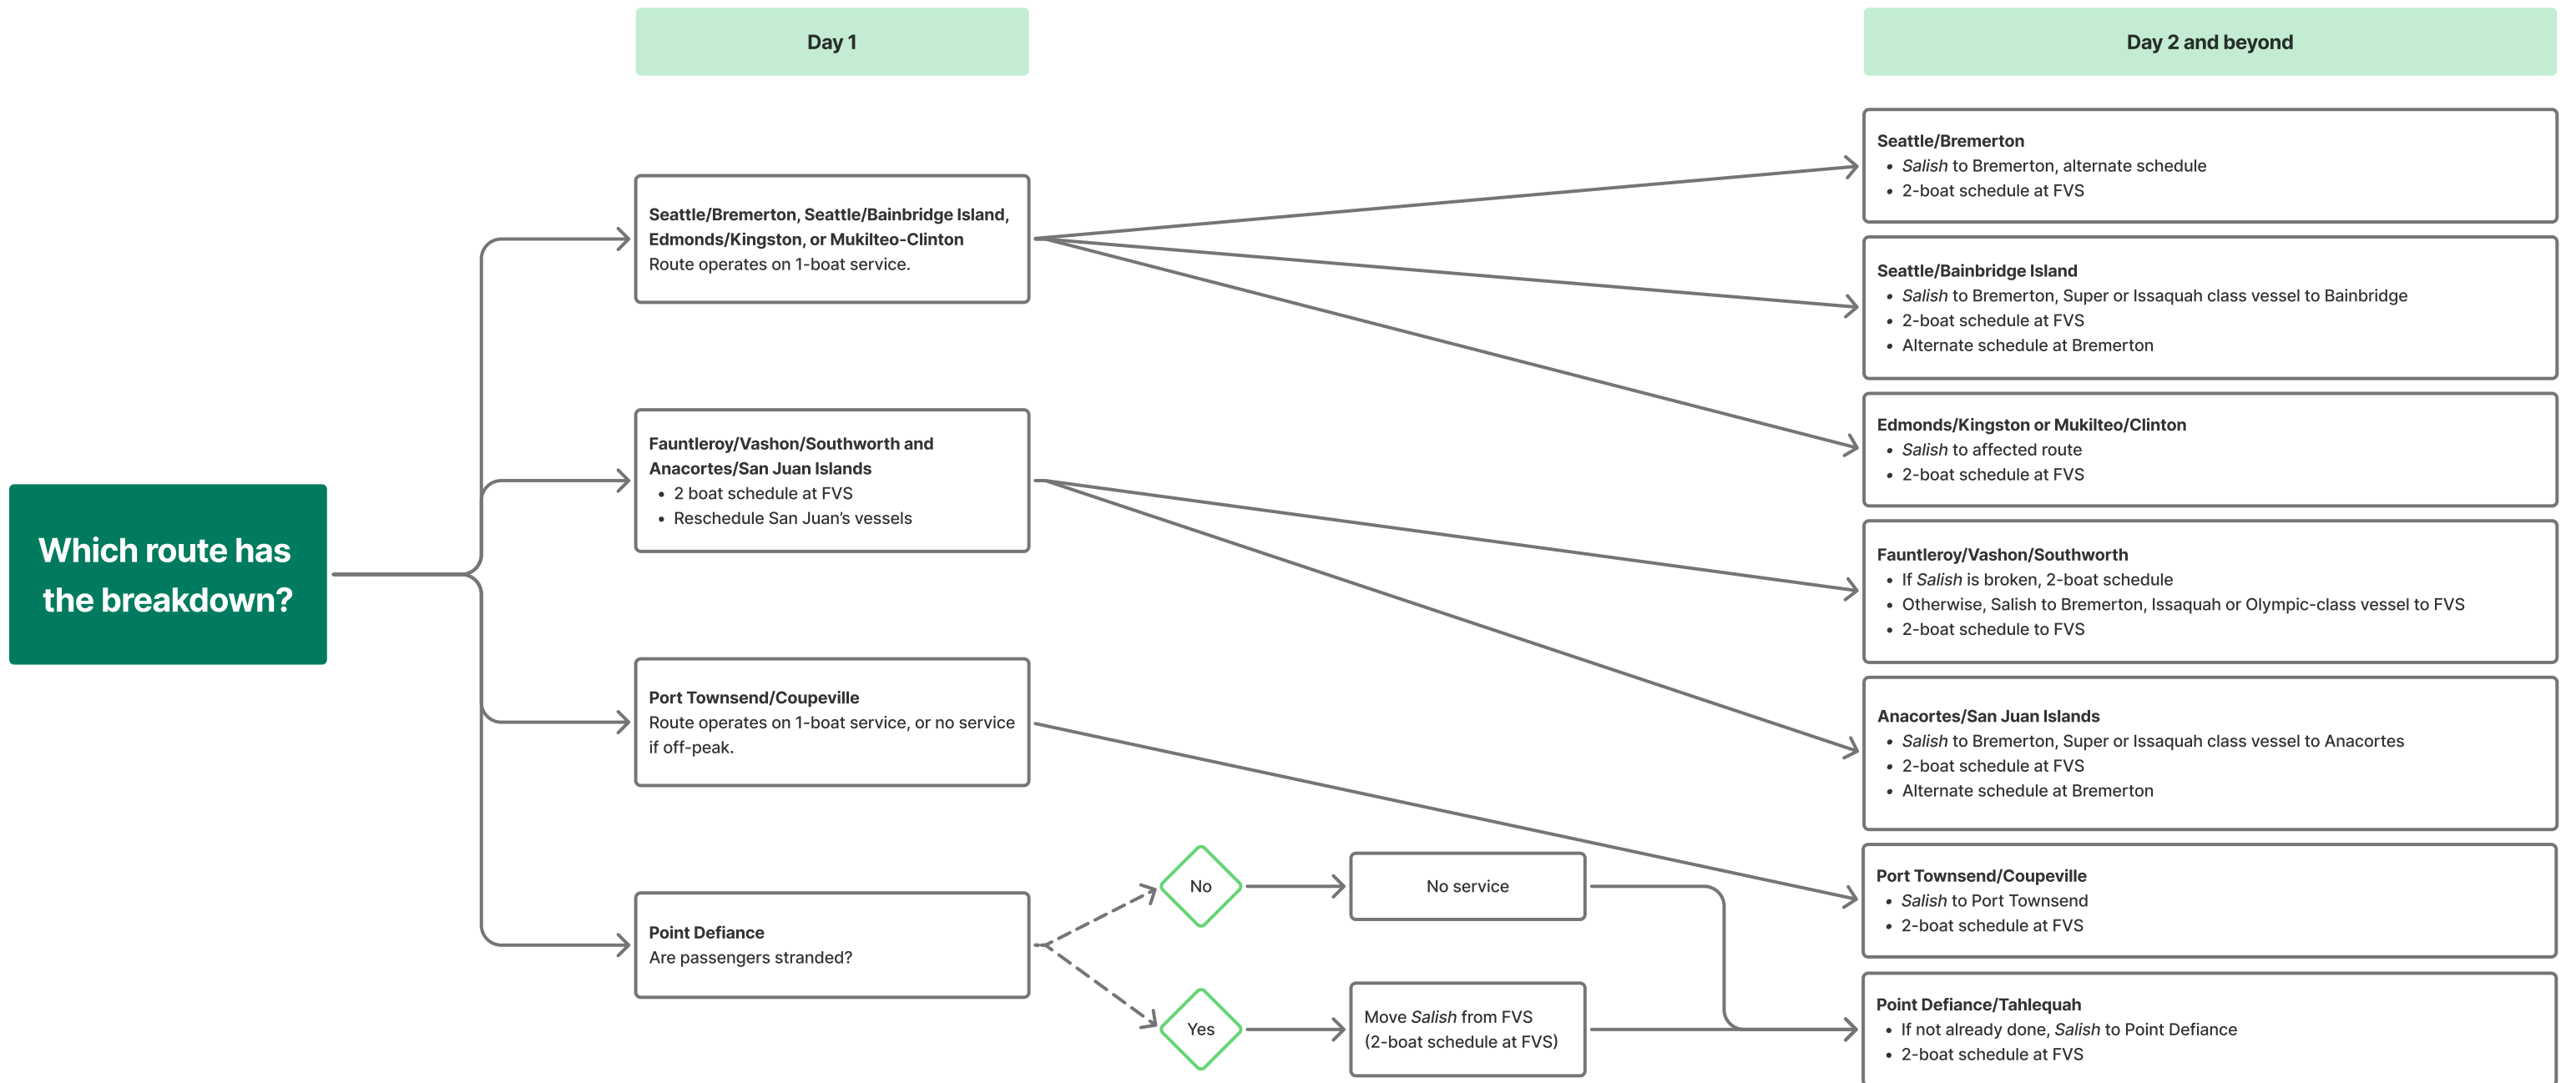 Day 1
Day 2 and beyond
Which route has
the breakdown?
Seattle/Bremerton, Seattle/Bainbridge Island,
Edmonds/Kingston, or Mukilteo-Clinton
Route operates on 1-boat service.
Fauntleroy/Vashon/Southworth and
Anacortes/San Juan Islands
• 2 boat schedule at FVS
• Reschedule San Juan’s vessels
Port Townsend/Coupeville
Route operates on 1-boat service, or no service
if off-peak.
Point Defiance
Are passengers stranded?
No
No service
Yes
Move Salish from FVS
(2-boat schedule at FVS)
Seattle/Bremerton
• Salish to Bremerton, alternate schedule
• 2-boat schedule at FVS
Seattle/Bainbridge Island
• Salish to Bremerton, Super or Issaquah class vessel to Bainbridge
• 2-boat schedule at FVS
• Alternate schedule at Bremerton
Edmonds/Kingston or Mukilteo/Clinton
• Salish to affected route
• 2-boat schedule at FVS
Fauntleroy/Vashon/Southworth
• If Salish is broken, 2-boat schedule
• Otherwise, Salish to Bremerton, Issaquah or Olympic-class vessel to FVS
• 2-boat schedule to FVS
Anacortes/San Juan Islands
• Salish to Bremerton, Super or Issaquah class vessel to Anacortes
• 2-boat schedule at FVS
• Alternate schedule at Bremerton
Port Townsend/Coupeville
• Salish to Port Townsend
• 2-boat schedule at FVS
Point Defiance/Tahlequah
• If not already done, Salish to Point Defiance
• 2-boat schedule at FVS